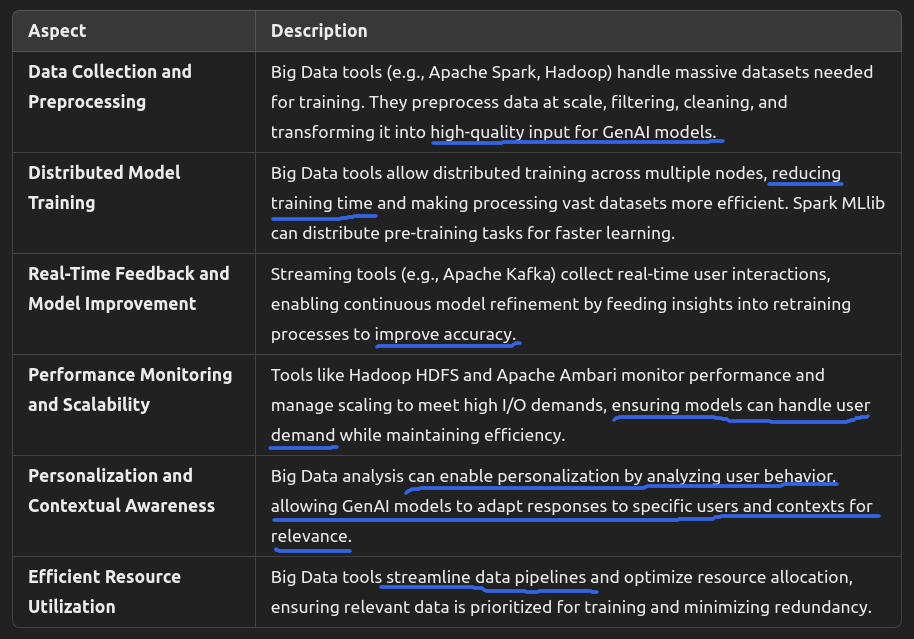 Aspect
Description
Data Collection and
Preprocessing
Big Data tools (e.g., Apache Spark, Hadoop) handle massive datasets needed
for training. They preprocess data at scale, filtering, cleaning, and
transforming it into high-quality input for GenAI models.
Distributed Model
Training
Big Data tools allow distributed training across multiple nodes, reducing
training time and making processing vast datasets more efficient. Spark MLlib
can distribute pre-training tasks for faster learning.
Real-Time Feedback and
Model Improvement
Streaming tools (e.g., Apache Kafka) collect real-time user interactions,
enabling continuous model refinement by feeding insights into retraining
processes to improve accuracy.
Performance Monitoring
and Scalability
Tools like Hadoop HDFS and Apache Ambari monitor performance and
manage scaling to meet high I/O demands, ensuring models can handle user
demand while maintaining efficiency.
Personalization and
Contextual Awareness
Big Data analysis can enable personalization by analyzing user behavior,
allowing GenAI models to adapt responses to specific users and contexts for
relevance.
Efficient Resource
Utilization
Big Data tools streamline data pipelines and optimize resource allocation,
ensuring relevant data is prioritized for training and minimizing redundancy.